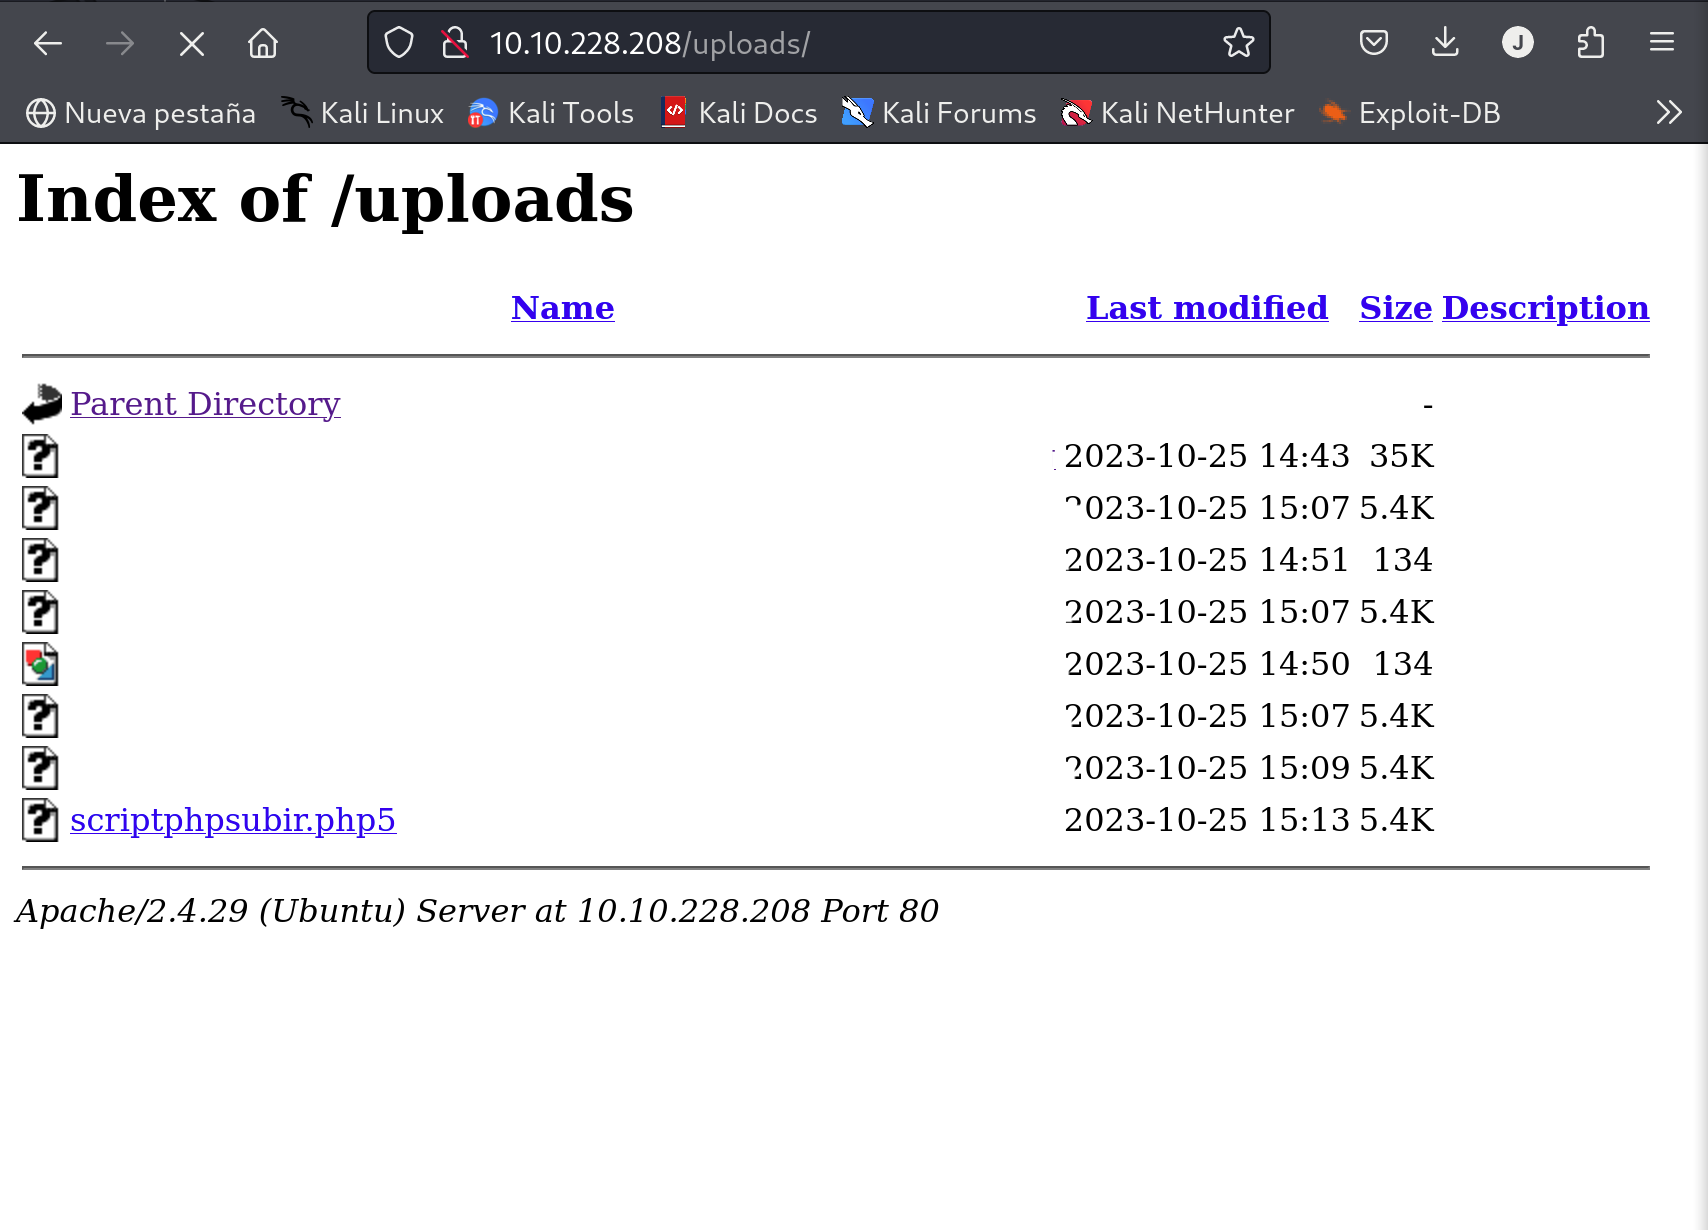 10.10.228.208/uploads/
J
Nueva pestaña Kali Linux Kali Tools Kali Docs Kali Forums Kali NetHunter Exploit-DB
Index of /uploads
Name Last modified Size Description
Parent Directory -
2023-10-25 14:43 35K
2023-10-25 15:07 5.4K
2023-10-25 14:51 134
2023-10-25 15:07 5.4K
2023-10-25 14:50 134
2023-10-25 15:07 5.4K
2023-10-25 15:09 5.4K
scriptphpsubir.php5 2023-10-25 15:13 5.4K
Apache/2.4.29 (Ubuntu) Server at 10.10.228.208 Port 80